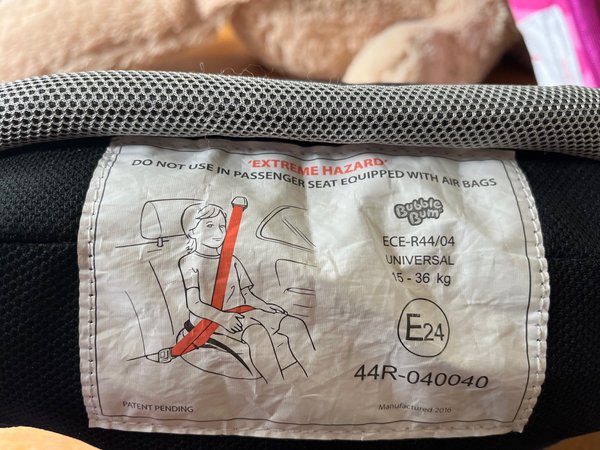 'EXTREME HAZARD'
DO NOT USE IN PASSENGER SEAT EQUIPPED WITH AIR BAGS
Bubble
Bum
ECE-R44/04
UNIVERSAL
15 - 36 kg
E24
44R-040040
PATENT PENDING
Manufactured 2016